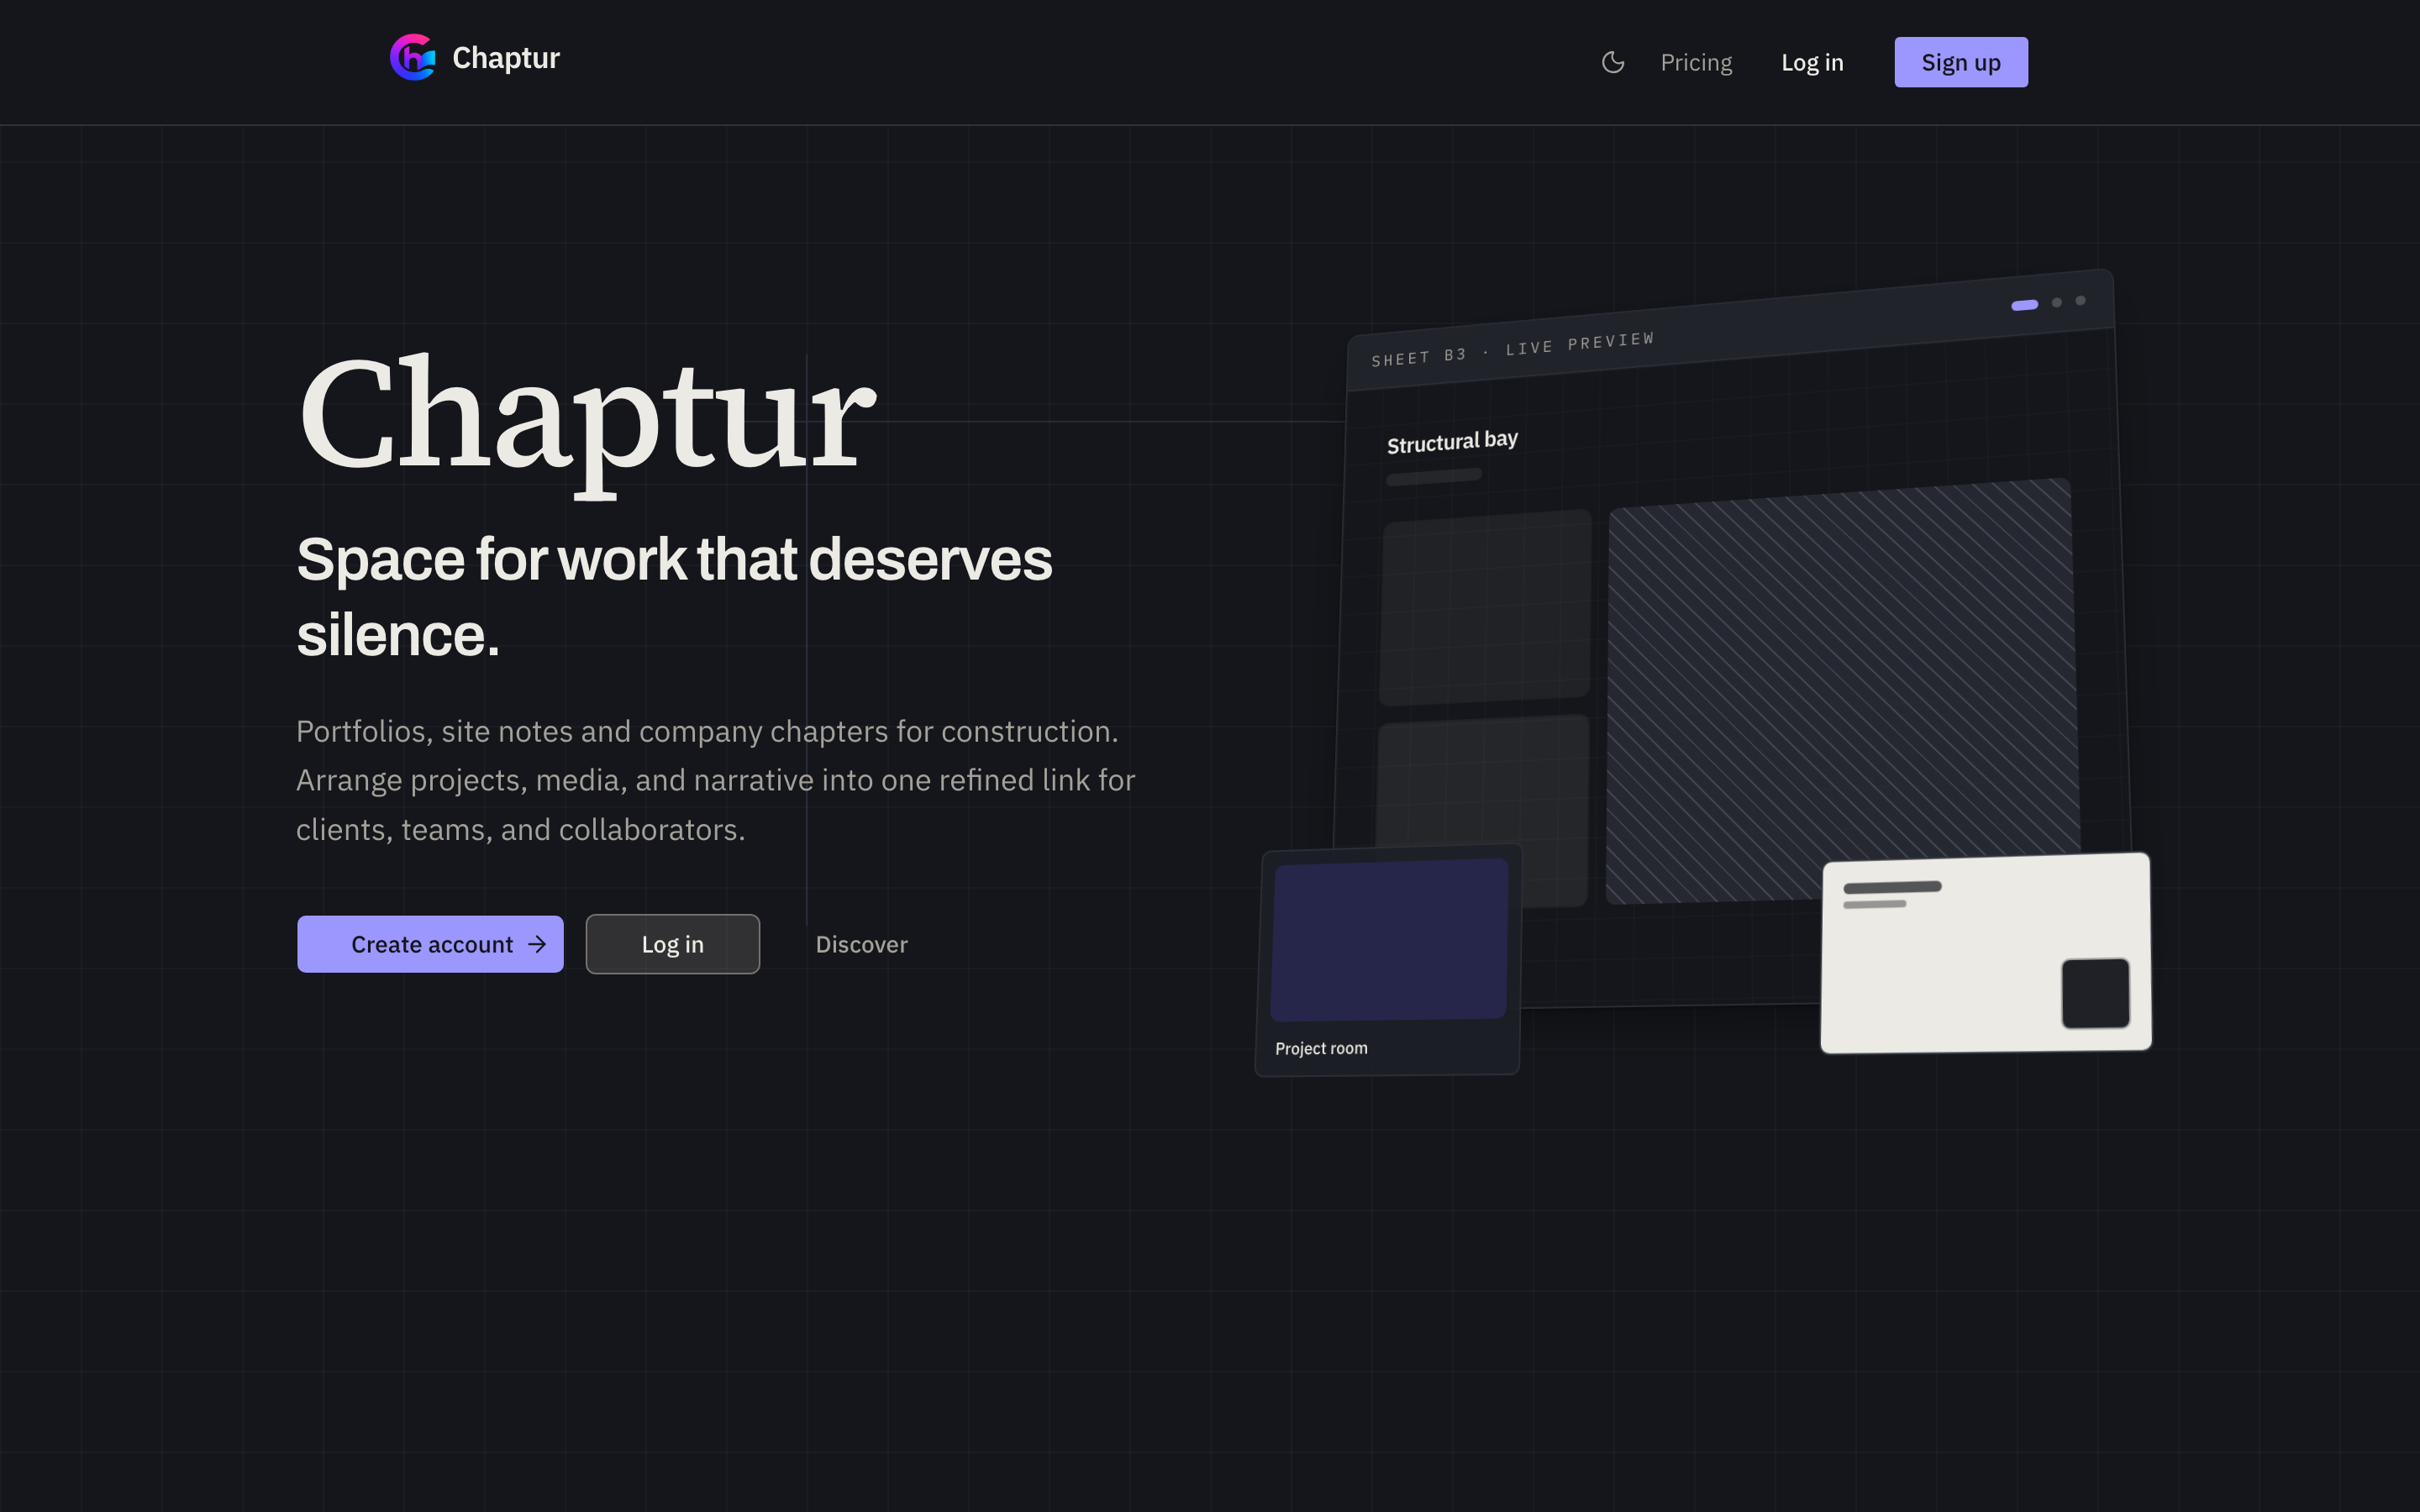 Chaptur
Pricing
Log in
Sign up
Chaptur
Space for work that deserves
silence.
Portfolios, site notes and company chapters for construction.
Arrange projects, media, and narrative into one refined link for
clients, teams, and collaborators.
Create account →
Log in
Discover
SHEET B3 · LIVE PREVIEW
Structural bay
Project room